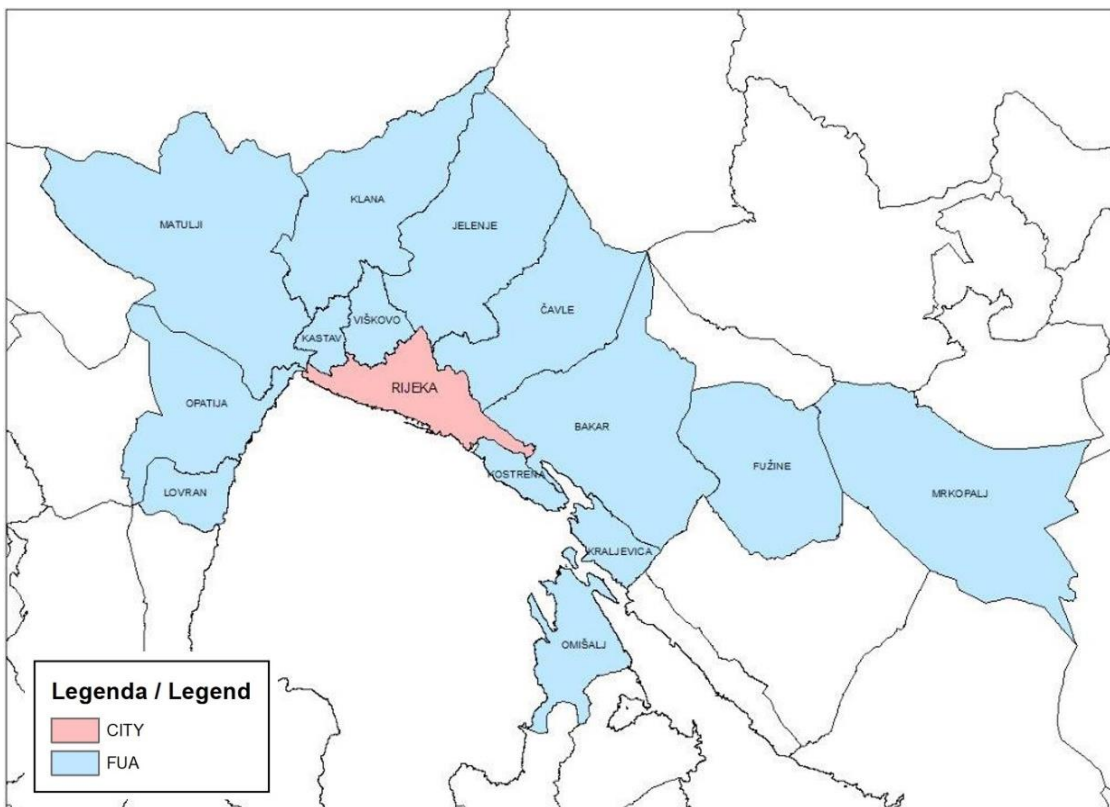 KLANA
MATULJI
JELENJE
ČAVLE
VIŠKOVO
KASTAV
RIJEKA
OPATIJA
BAKAR
FUŽINE
KOSTRENA
LOVRAN
MRKOPALJ
KRALJEVICA
OMIŠALJ
Legenda / Legend
CITY
FUA